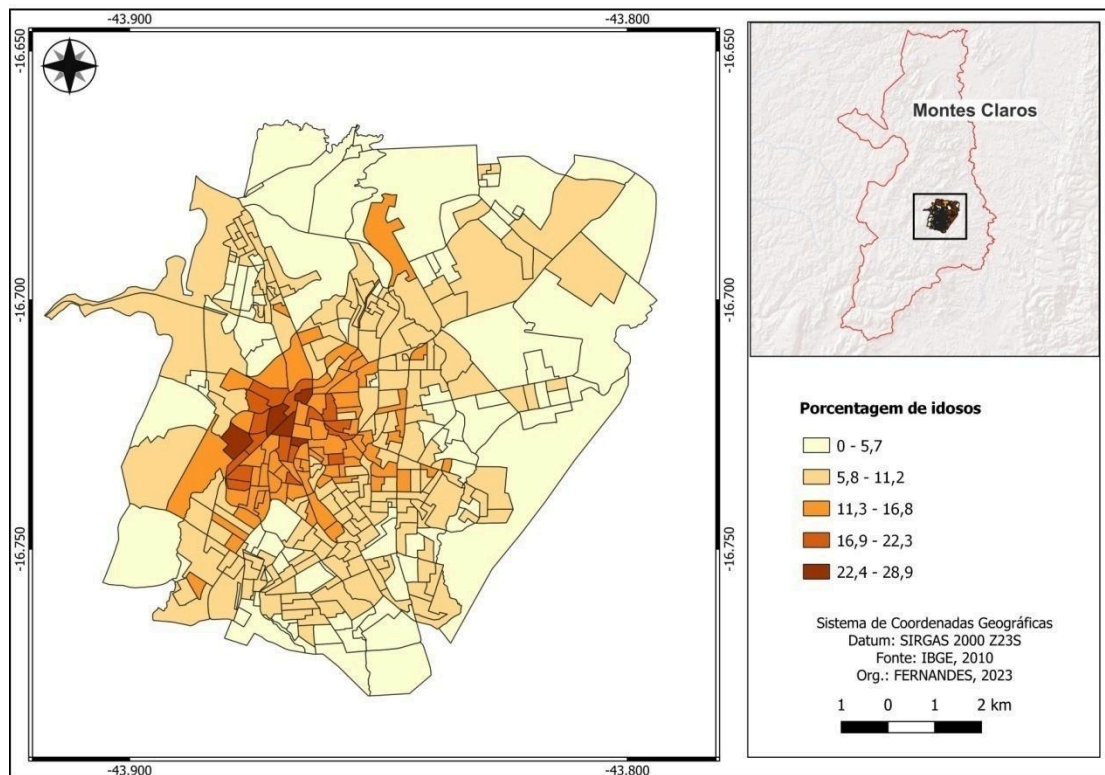 -43.900
-43.800
-16.650
-16.650
-16.700
-16.700
-16.750
-16.750
-43.900
-43.800
Montes Claros
Porcentagem de idosos
0 - 5,7
5,8 - 11,2
11,3 - 16,8
16,9 - 22,3
22,4 - 28,9
Sistema de Coordenadas Geográficas
Datum: SIRGAS 2000 Z23S
Fonte: IBGE, 2010
Org.: FERNANDES, 2023
1 0 1 2 km